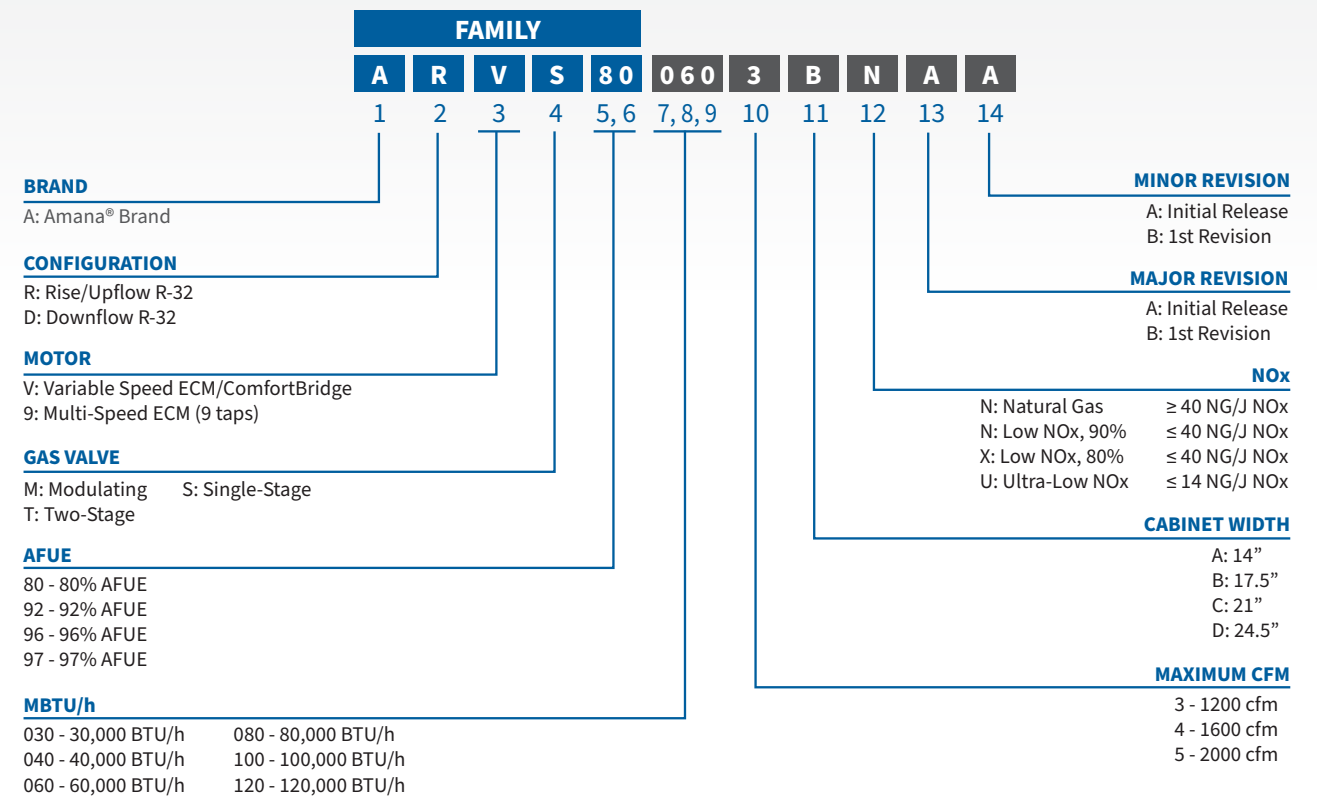 FAMILY
A R V S 80 060 3 B N A A
1 2 3 4 5, 6 7, 8, 9 10 11 12 13 14
BRAND
A: Amana® Brand
CONFIGURATION
R: Rise/Upflow R-32
D: Downflow R-32
MOTOR
V: Variable Speed ECM/ComfortBridge
9: Multi-Speed ECM (9 taps)
GAS VALVE
M: Modulating S: Single-Stage
T: Two-Stage
AFUE
80 - 80% AFUE
92 - 92% AFUE
96 - 96% AFUE
97 - 97% AFUE
MBTU/h
030 - 30,000 BTU/h 080 - 80,000 BTU/h
040 - 40,000 BTU/h 100 - 100,000 BTU/h
060 - 60,000 BTU/h 120 - 120,000 BTU/h
MINOR REVISION
A: Initial Release
B: 1st Revision
MAJOR REVISION
A: Initial Release
B: 1st Revision
NOx
N: Natural Gas ≥ 40 NG/J NOx
N: Low NOx, 90% ≤ 40 NG/J NOx
X: Low NOx, 80% ≤ 40 NG/J NOx
U: Ultra-Low NOx ≤ 14 NG/J NOx
CABINET WIDTH
A: 14”
B: 17.5”
C: 21”
D: 24.5”
MAXIMUM CFM
3 - 1200 cfm
4 - 1600 cfm
5 - 2000 cfm